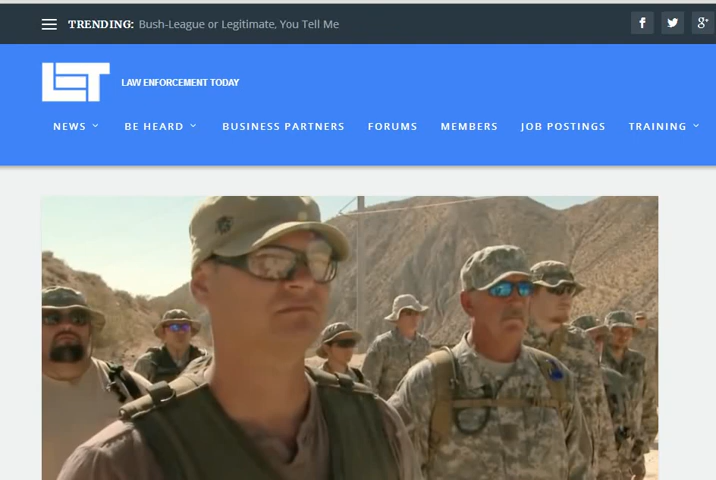 TRENDING: Bush-League or Legitimate, You Tell Me
LET LAW ENFORCEMENT TODAY
NEWS BE HEARD BUSINESS PARTNERS FORUMS MEMBERS JOB POSTINGS TRAINING